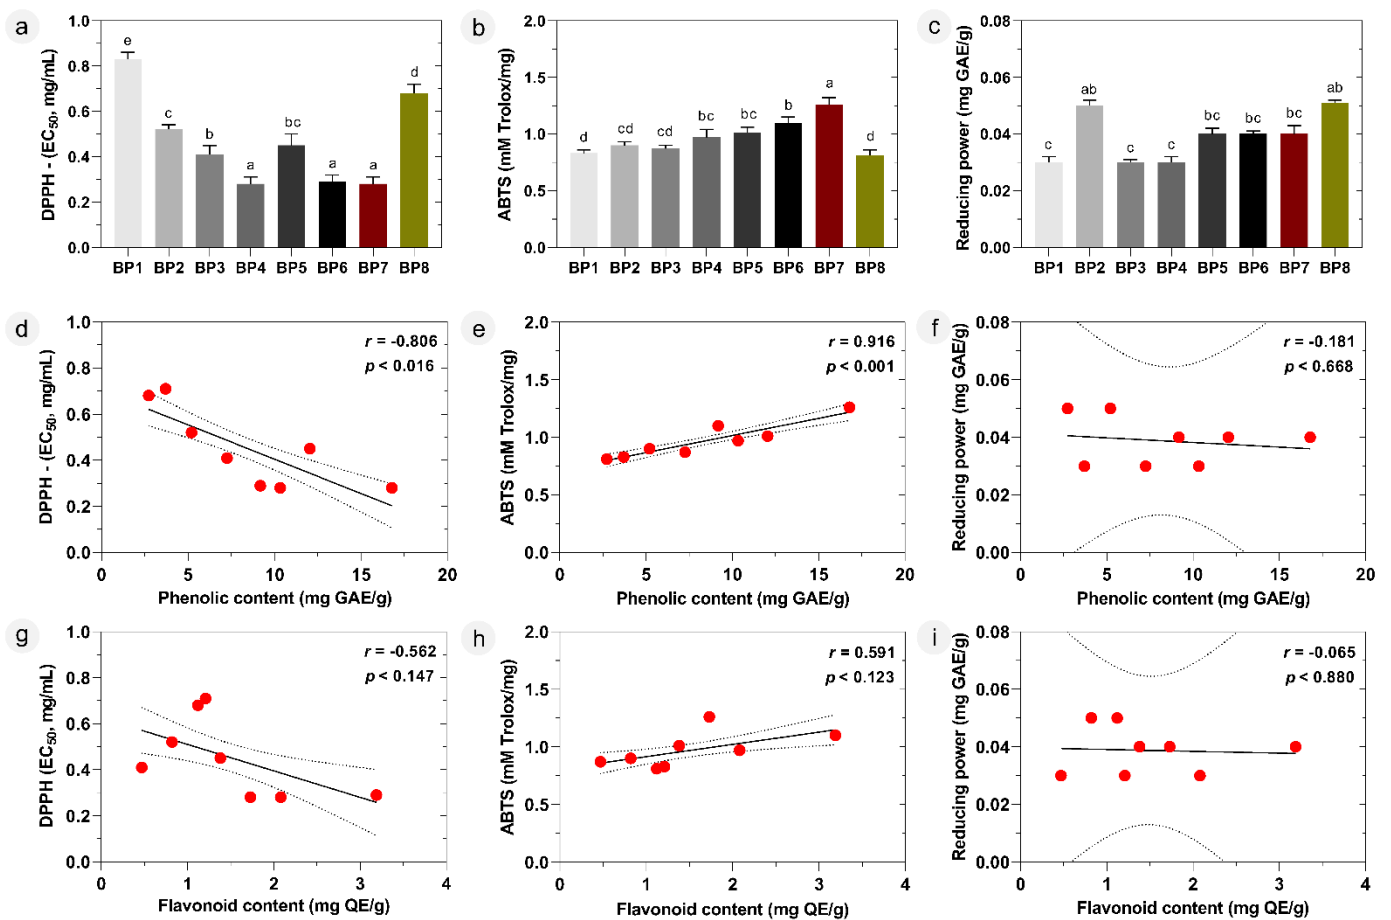 a
DPPH - (EC50, mg/mL)
1.0
0.8
0.6
0.4
0.2
0.0
e
c
b
a
bc
a
a
d
BP1 BP2 BP3 BP4 BP5 BP6 BP7 BP8
b
ABTS (mM Trolox/mg)
2.0
1.5
1.0
0.5
0.0
d
cd
d
bc
bc
b
a
d
BP1 BP2 BP3 BP4 BP5 BP6 BP7 BP8
c
Reducing power (mg GAE/g)
0.08
0.06
0.04
0.02
0.00
c
ab
c
c
bc
bc
bc
ab
BP1 BP2 BP3 BP4 BP5 BP6 BP7 BP8
d
DPPH - (EC50, mg/mL)
1.0
0.8
0.6
0.4
0.2
0.0
r = -0.806
p < 0.016
0 5 10 15 20
Phenolic content (mg GAE/g)
e
ABTS (mM Trolox/mg)
2.0
1.5
1.0
0.5
0.0
r = 0.916
p < 0.001
0 5 10 15 20
Phenolic content (mg GAE/g)
f
Reducing power (mg GAE/g)
0.08
0.06
0.04
0.02
0.00
r = -0.181
p < 0.668
0 5 10 15 20
Phenolic content (mg GAE/g)
g
DPPH (EC50, mg/mL)
1.0
0.8
0.6
0.4
0.2
0.0
r = -0.562
p < 0.147
0 1 2 3 4
Flavonoid content (mg QE/g)
h
ABTS (mM Trolox/mg)
2.0
1.5
1.0
0.5
0.0
r = 0.591
p < 0.123
0 1 2 3 4
Flavonoid content (mg QE/g)
i
Reducing power (mg GAE/g)
0.08
0.06
0.04
0.02
0.00
r = -0.065
p < 0.880
0 1 2 3 4
Flavonoid content (mg QE/g)